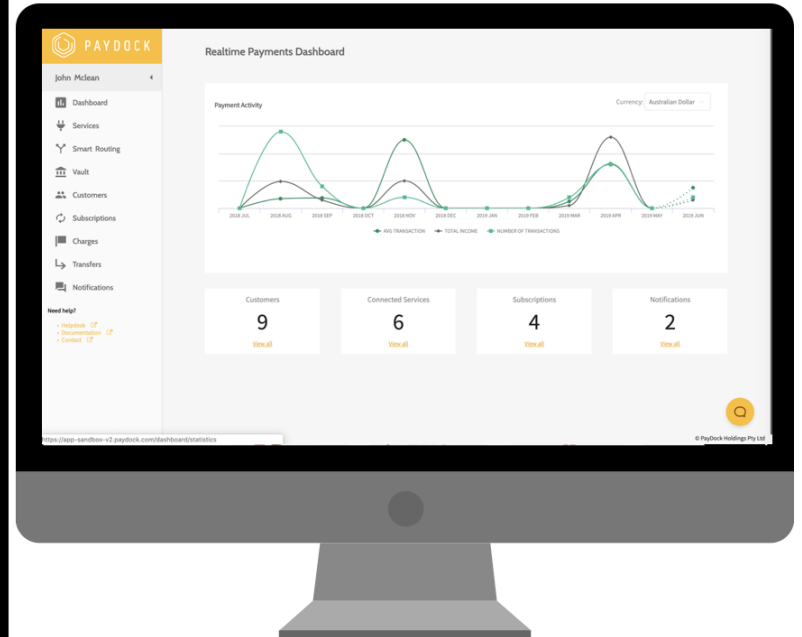 PAYDOCK
John Mclean
Dashboard
Services
Smart Routing
Vault
Customers
Subscriptions
Charges
Transfers
Notifications
Need help?
Helpdesk
Documentation
Contact
https://app-sandbox-v2.paydock.com/dashboard/statistics
Realtime Payments Dashboard
Payment Activity
Currency: Australian Dollar
2018 JUL 2018 AUG 2018 SEP 2018 OCT 2018 NOV 2018 DEC 2018 JAN 2019 FEB 2019 MAR 2019 APR 2019 MAY 2019 JUN
AVG TRANSACTION TOTAL INCOME NUMBER OF TRANSACTIONS
Customers
9
View all
Connected Services
6
View all
Subscriptions
4
View all
Notifications
2
View all
© PayDock Holdings Pty Ltd